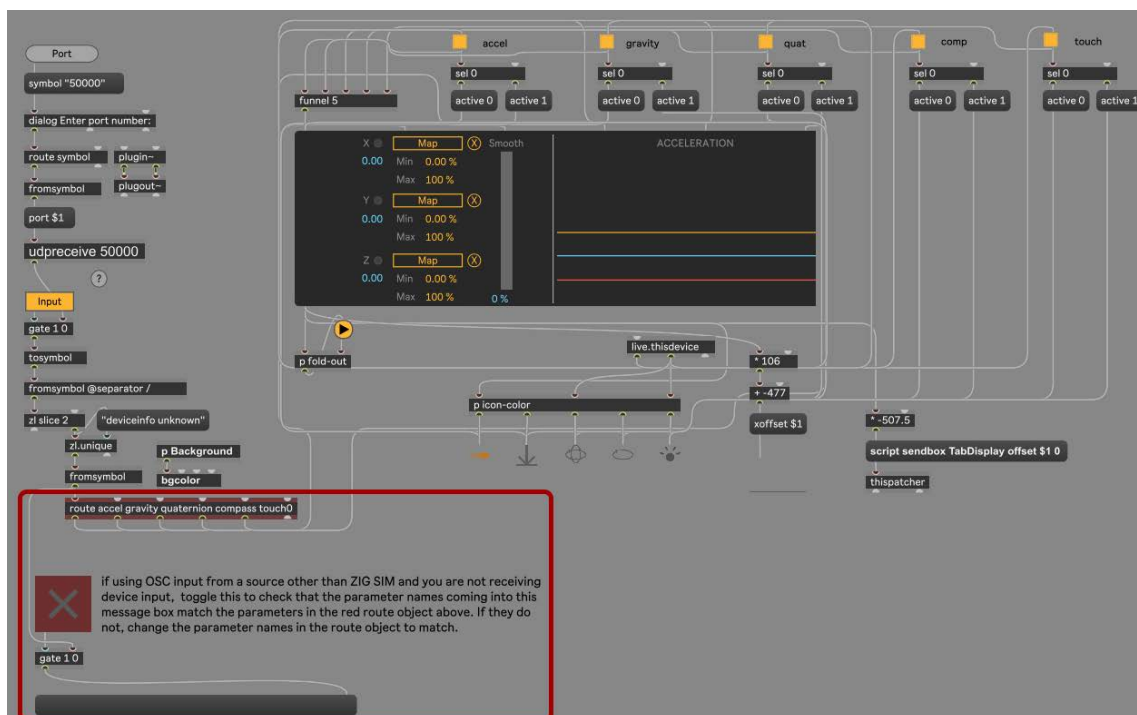 Port
symbol "50000"
dialog Enter port number:
route symbol
plugin~
fromsymbol
plugout~
port $1
udpreceive 50000
?
Input
gate 1 0
tosymbol
fromsymbol @separator /
zl slice 2
"deviceinfo unknown"
zl.unique
p Background
fromsymbol
bgcolor
route accel gravity quaternion compass touch0
if using OSC input from a source other than ZIG SIM and you are not receiving
device input, toggle this to check that the parameter names coming into this
message box match the parameters in the red route object above. If they do
not, change the parameter names in the route object to match.
gate 1 0
accel
gravity
quat
comp
touch
sel 0
sel 0
sel 0
sel 0
sel 0
funnel 5
active 0
active 1
active 0
active 1
active 0
active 1
active 0
active 1
active 0
active 1
X
Map
X
Smooth
ACCELERATION
0.00
Min
0.00 %
Max
100 %
Y
Map
X
0.00
Min
0.00 %
Max
100 %
Z
Map
X
0.00
Min
0.00 %
Max
100 %
0 %
p fold-out
live.thisdevice
* 106
+ -477
p icon-color
xoffset $1
* -507.5
script sendbox TabDisplay offset $1 0
thispatcher